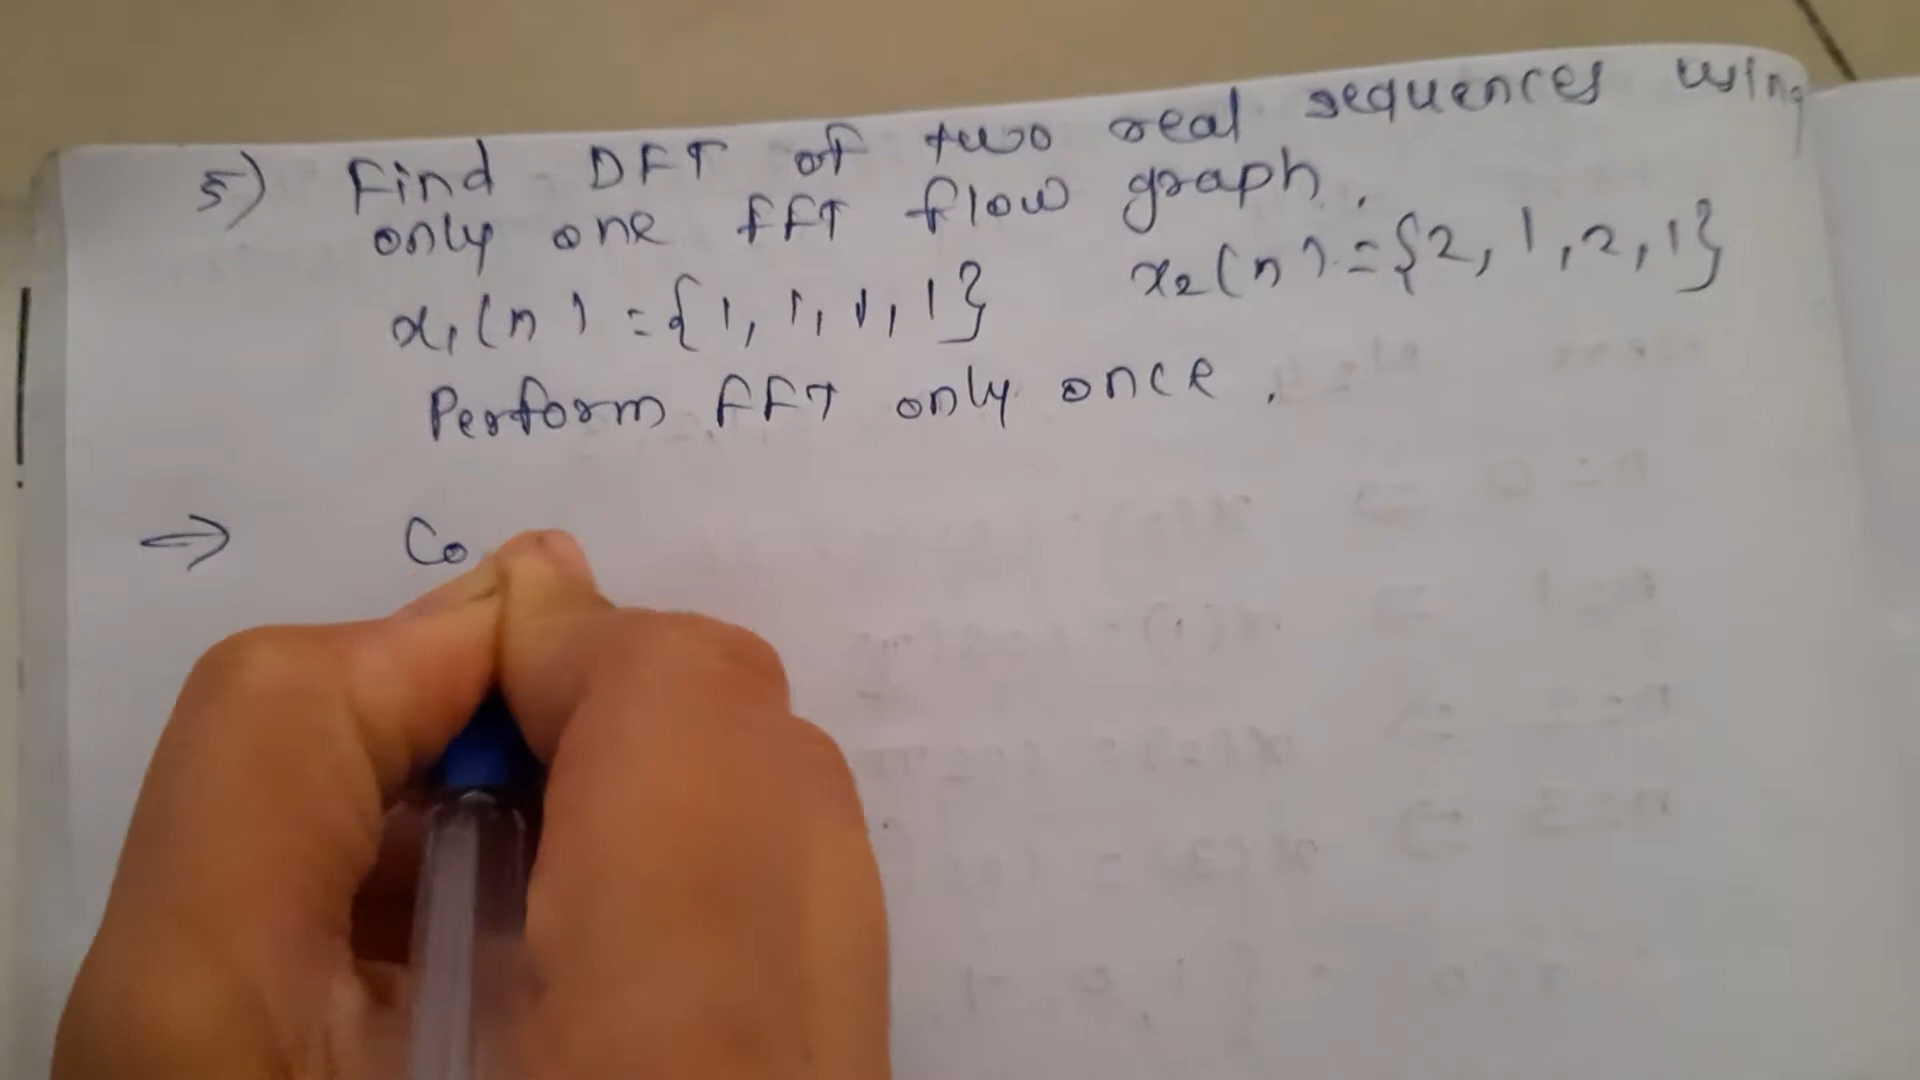 5) Find DFT of two real sequences using
only one FFT flow graph.
x₁(n) = {1, 1, 1, 1} x₂(n) = {2, 1, 2, 1}
Perform FFT only once.
⇒ Co